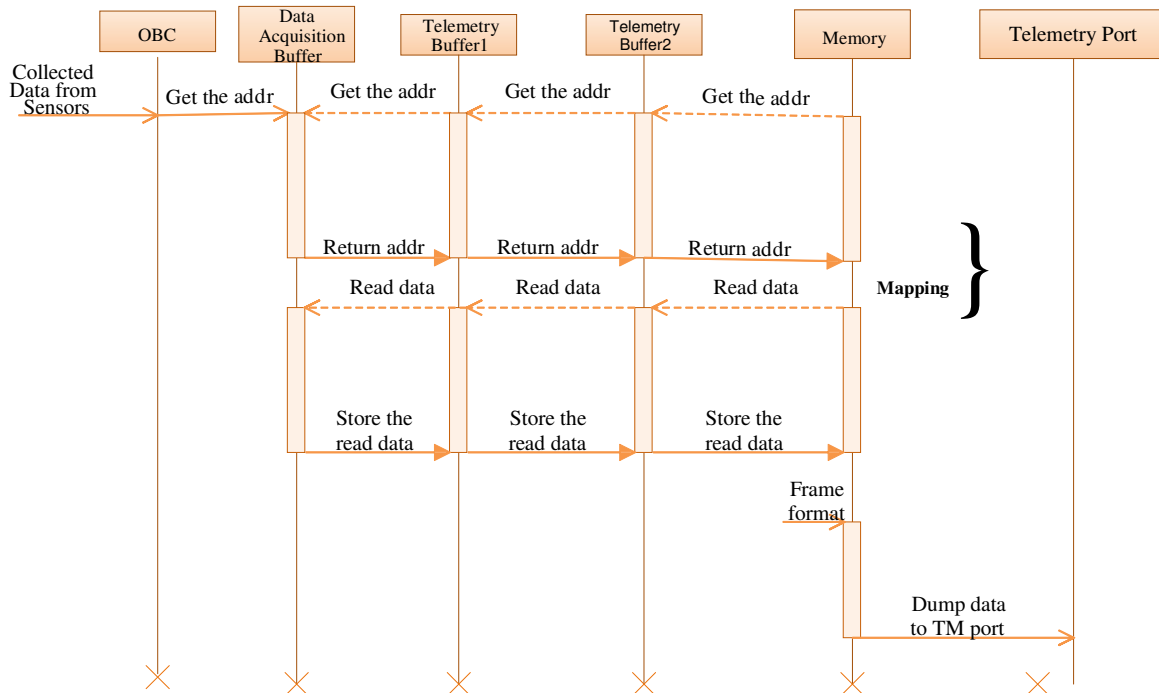 OBC
Data
Acquisition
Buffer
Telemetry
Buffer1
Telemetry
Buffer2
Memory
Telemetry Port
Collected
Data from
Sensors
Get the addr
Get the addr
Get the addr
Get the addr
Return addr
Return addr
Return addr
Read data
Read data
Read data
Mapping
}
Store the
read data
Store the
read data
Store the
read data
Frame
format
Dump data
to TM port